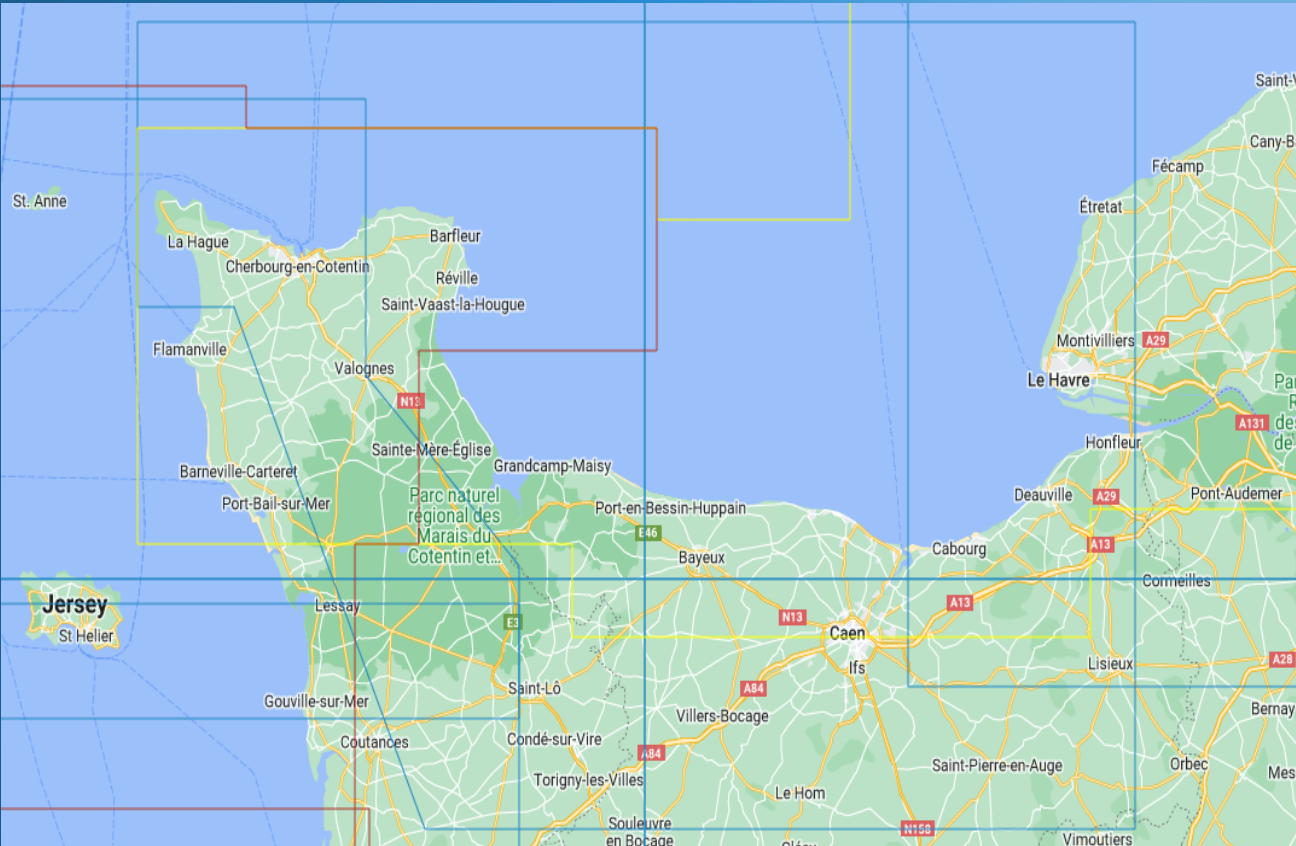 Saint-V
Cany-B
Fécamp
St. Anne
Étretat
La Hague
Barfleur
Cherbourg-en-Cotentin
Réville
Saint-Vaast-la-Hougue
Flamanville
Montivilliers
A29
Valognes
Le Havre
Pa
R
de
de
N13
A131
Sainte-Mère-Église
Honfleur
Barneville-Carteret
Grandcamp-Maisy
Port-Bail-sur-Mer
Parc naturel
régional des
Marais du
Cotentin et...
Port-en-Bessin-Huppain
Deauville
A29
Pont-Audemer
E46
Bayeux
Cabourg
A13
Cormeilles
Jersey
St Helier
Lessay
E3
N13
A13
Caen
Ifs
Lisieux
A28
Saint-Lô
A84
Gouville-sur-Mer
Villers-Bocage
Bernay
Coutances
Condé-sur-Vire
A84
Saint-Pierre-en-Auge
Orbec
Mes
Torigny-les-Villes
Le Hom
Souleuvre
en Bocage
N158
Vimoutiers